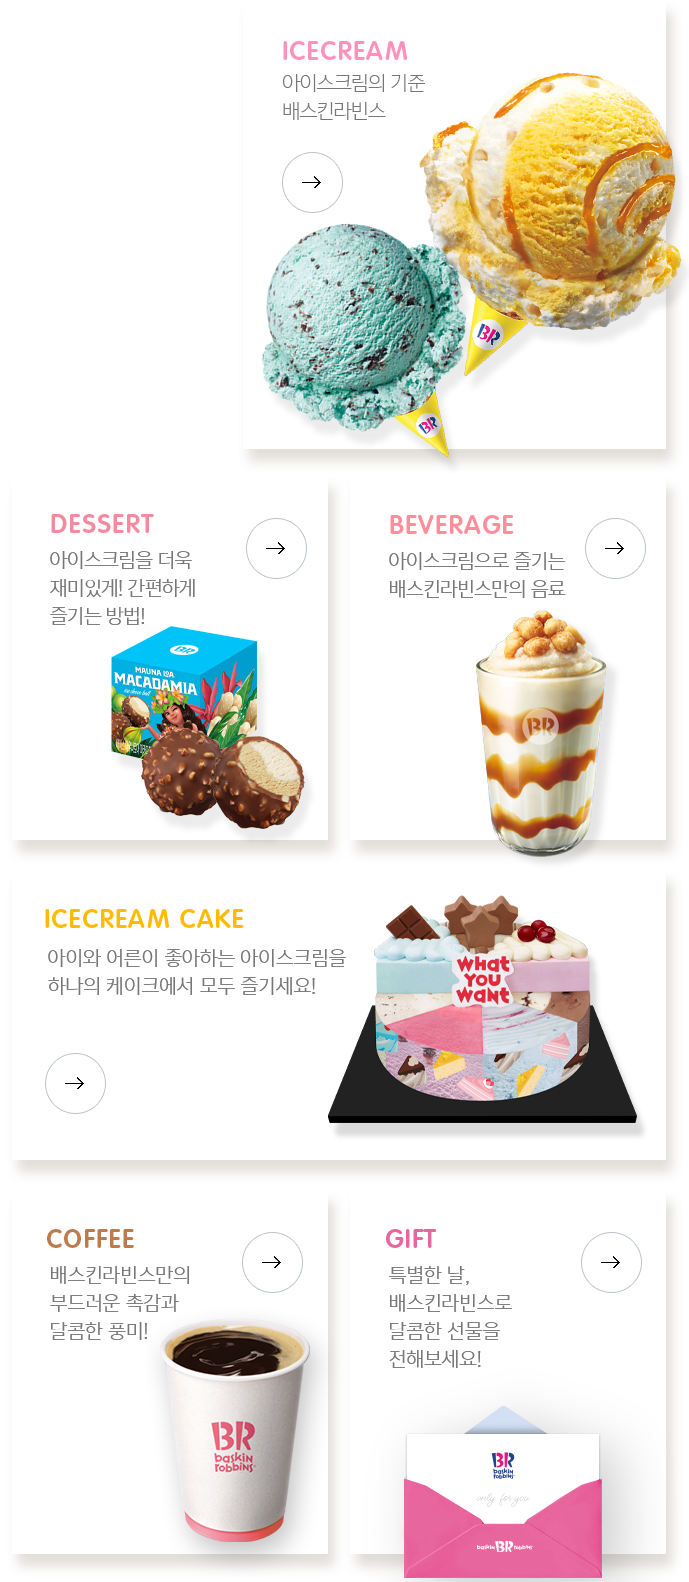 ICECREAM
아이스크림의 기준
배스킨라빈스
BR
BR
DESSERT
아이스크림을 더욱
재미있게! 간편하게
즐기는 방법!
BR
MAUNA LOA
MACADAMIA
BEVERAGE
아이스크림으로 즐기는
배스킨라빈스만의 음료
BR
ICECREAM CAKE
아이와 어른이 좋아하는 아이스크림을
하나의 케이크에서 모두 즐기세요!
What
YOU
WANT
COFFEE
배스킨라빈스만의
부드러운 촉감과
달콤한 풍미!
BR
baskin
robbins
GIFT
특별한 날,
배스킨라빈스로
달콤한 선물을
전해보세요!
BR
baskin
robbins
only for you
baskin BR robbins